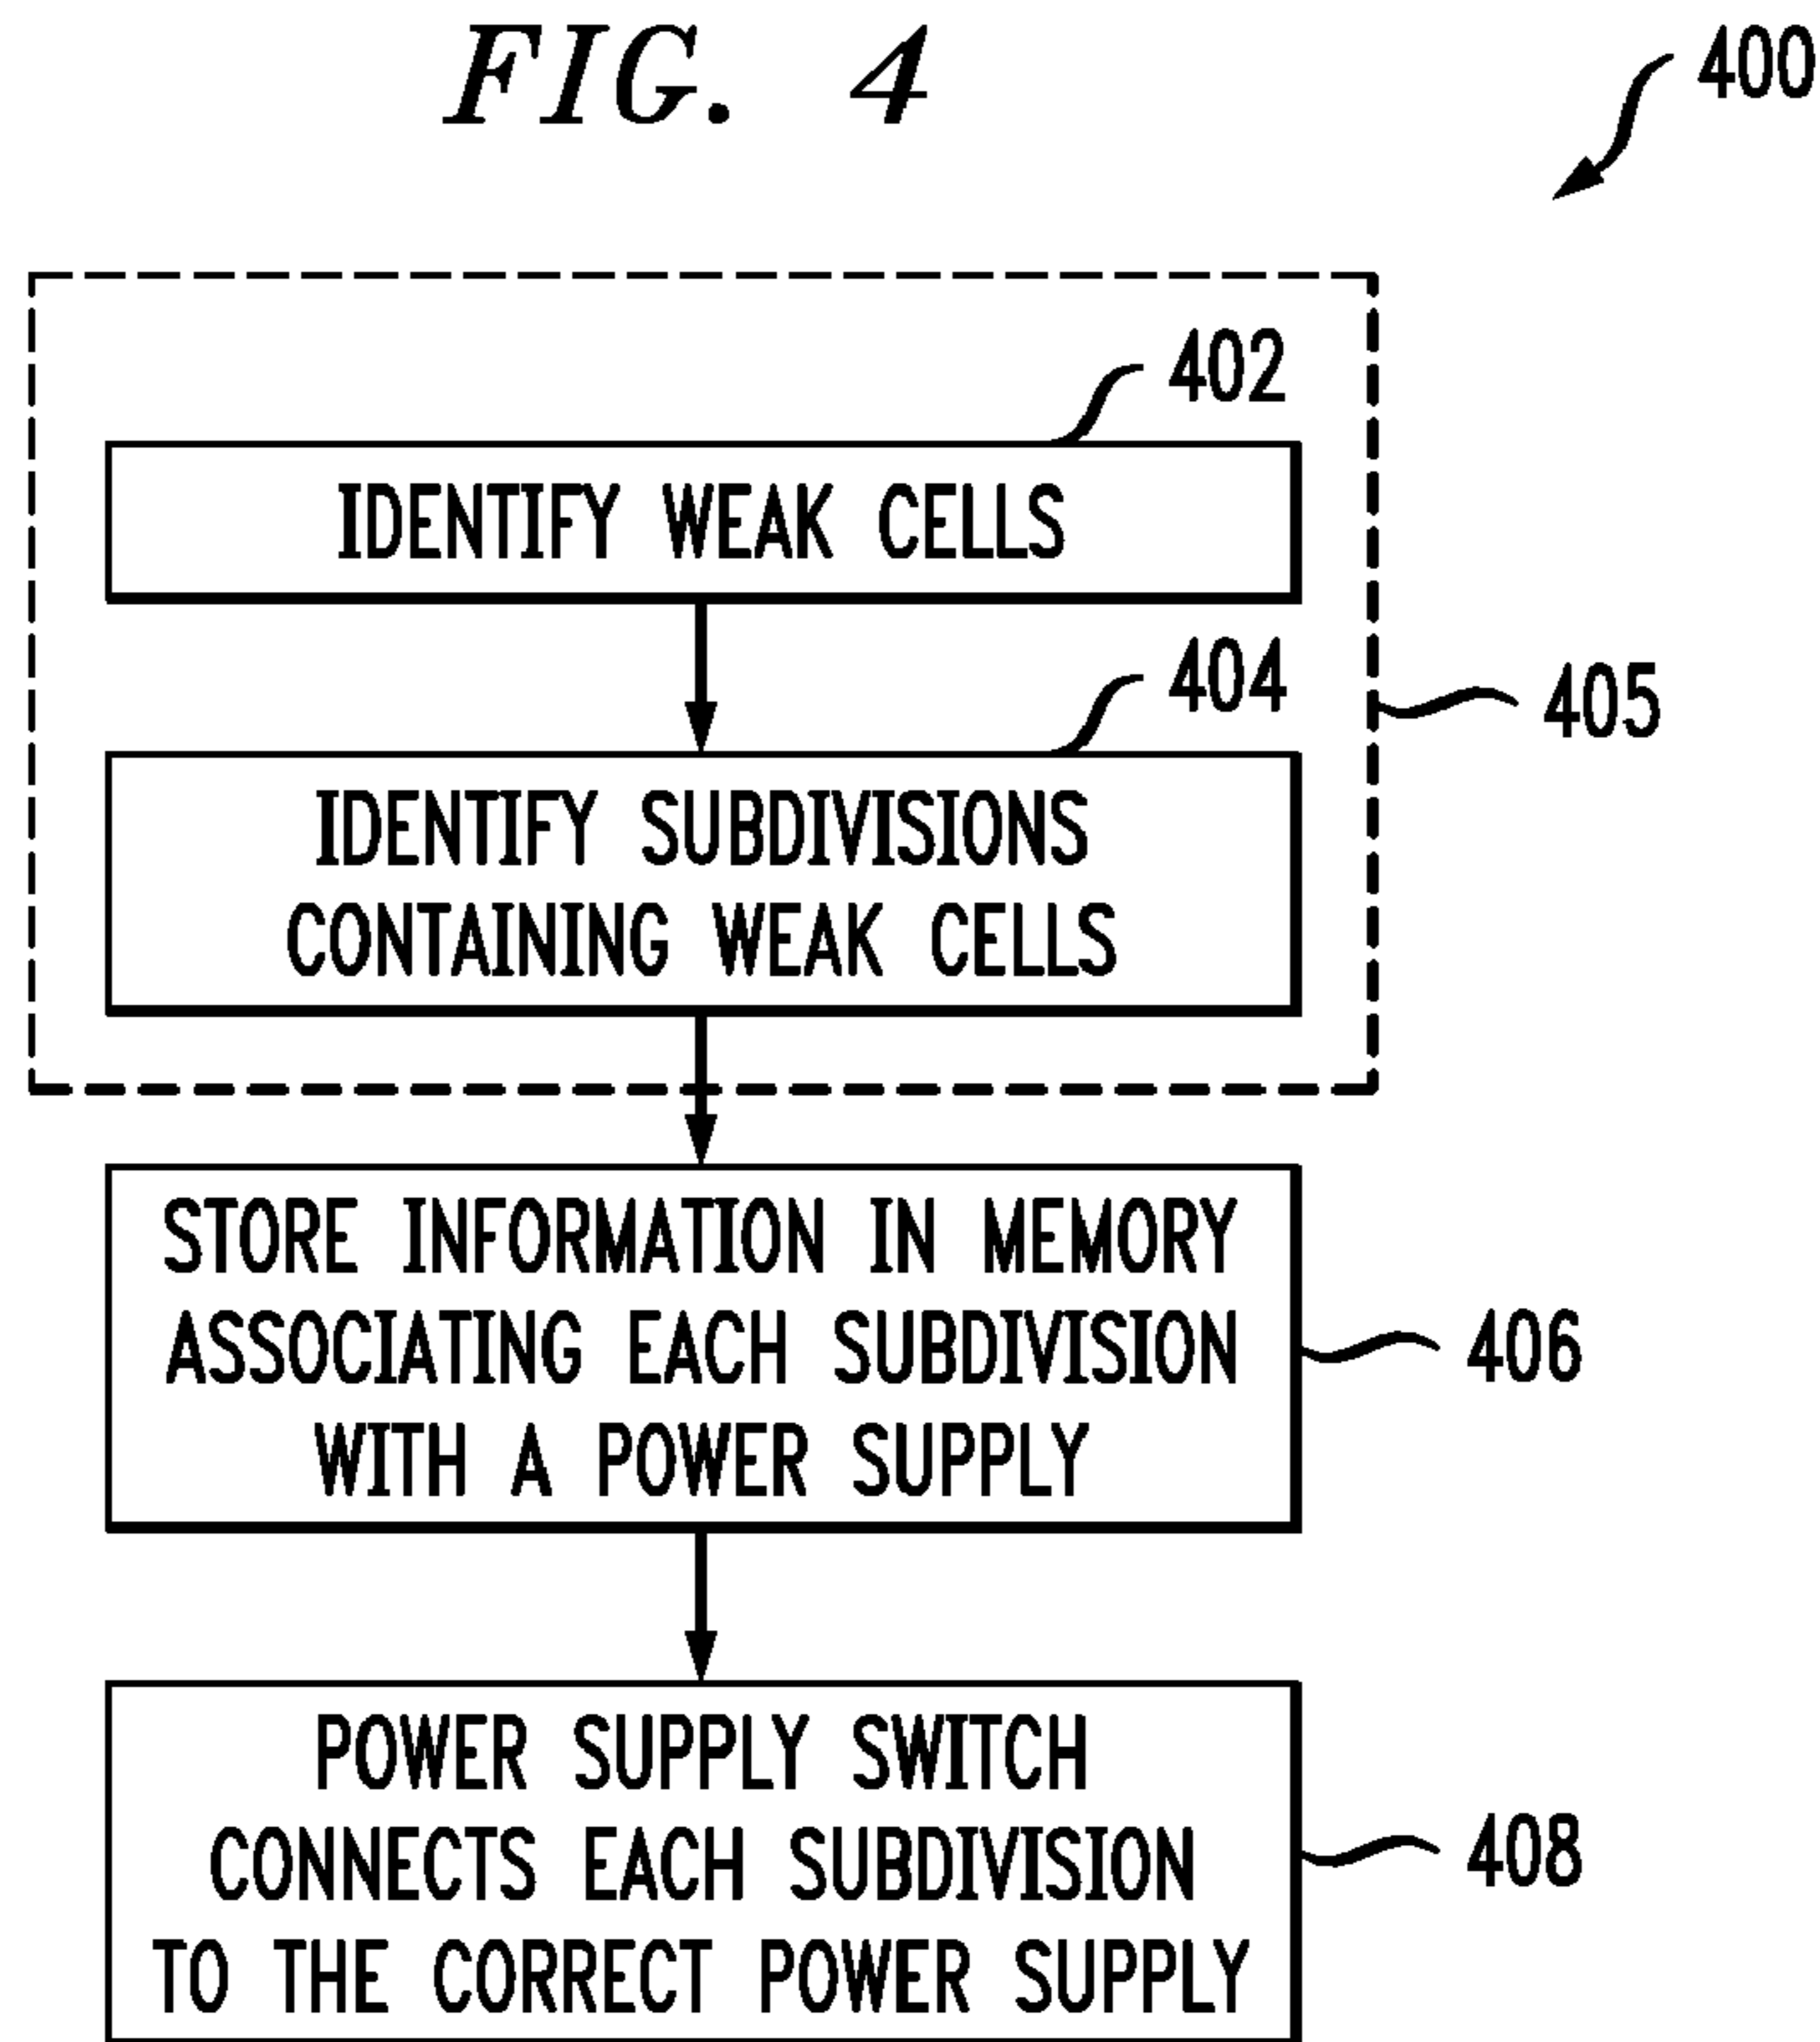 FIG. 4
400
402
IDENTIFY WEAK CELLS
404
405
IDENTIFY SUBDIVISIONS
CONTAINING WEAK CELLS
STORE INFORMATION IN MEMORY
ASSOCIATING EACH SUBDIVISION
WITH A POWER SUPPLY
406
POWER SUPPLY SWITCH
CONNECTS EACH SUBDIVISION
TO THE CORRECT POWER SUPPLY
408